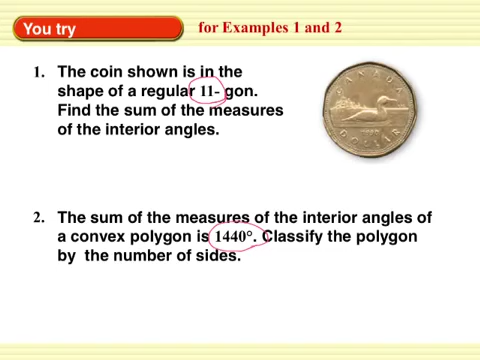 You try
for Examples 1 and 2
1. The coin shown is in the
shape of a regular 11- gon.
Find the sum of the measures
of the interior angles.
CANADA
DOLLAR
2. The sum of the measures of the interior angles of
a convex polygon is 1440°. Classify the polygon
by the number of sides.